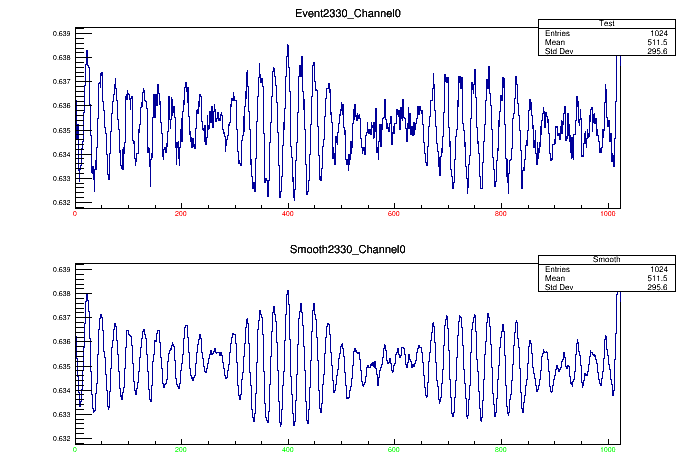 Event2330_Channel0
Test
Entries 1024
Mean 511.5
Std Dev 295.6
0.639
0.638
0.637
0.636
0.635
0.634
0.633
0.632
0 200 400 600 800 1000
Smooth2330_Channel0
Smooth
Entries 1024
Mean 511.5
Std Dev 295.6
0.639
0.638
0.637
0.636
0.635
0.634
0.633
0.632
0 200 400 600 800 1000